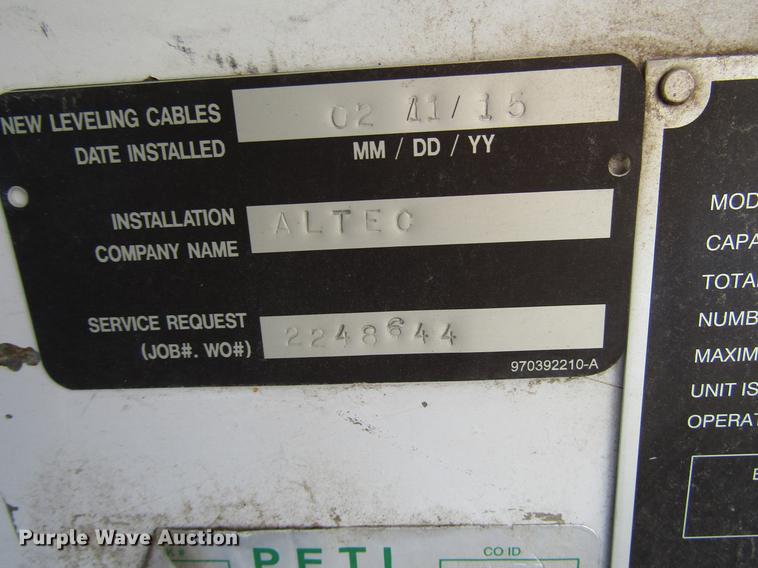 NEW LEVELING CABLES
DATE INSTALLED
02 11/15
MM / DD / YY
INSTALLATION
COMPANY NAME
ALTEC
SERVICE REQUEST
(JOB#. WO#)
2248644
970392210-A
MOD
CAPA
TOTA
NUMB
MAXIM
UNIT IS
OPERAT
PETI
CO ID
Purple Wave Auction